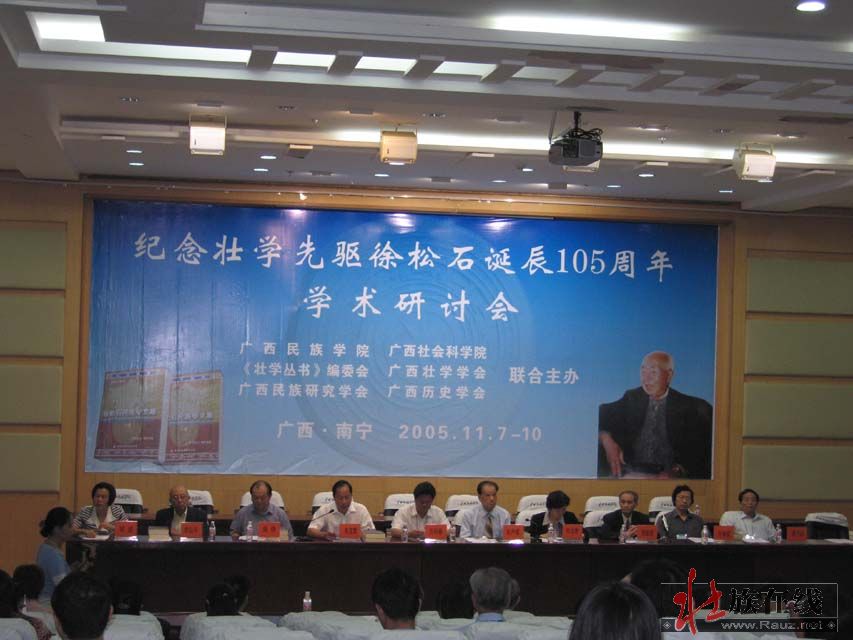 纪念壮学先驱徐松石诞辰105周年
学术研讨会
广西民族学院 广西社会科学院
《壮学丛书》编委会 广西壮学学会 联合主办
广西民族研究学会 广西历史学会
广西·南宁 2005.11.7-10
壮族在线
www.Rauz.net